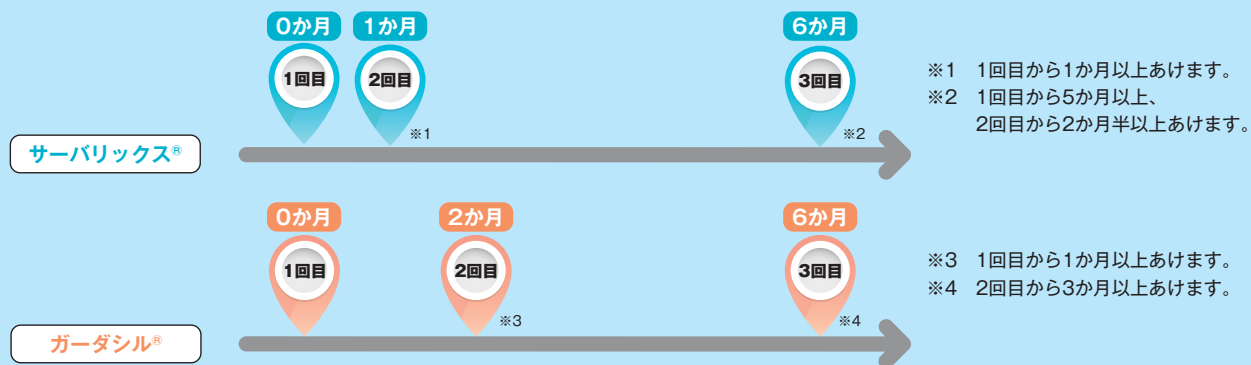 0か月 1か月 6か月
1回目 2回目 3回目
※1 ※2
サーバリックス®
※1 1回目から1か月以上あけます。
※2 1回目から5か月以上、
2回目から2か月半以上あけます。
0か月 2か月 6か月
1回目 2回目 3回目
※3 ※4
ガーダシル®
※3 1回目から1か月以上あけます。
※4 2回目から3か月以上あけます。